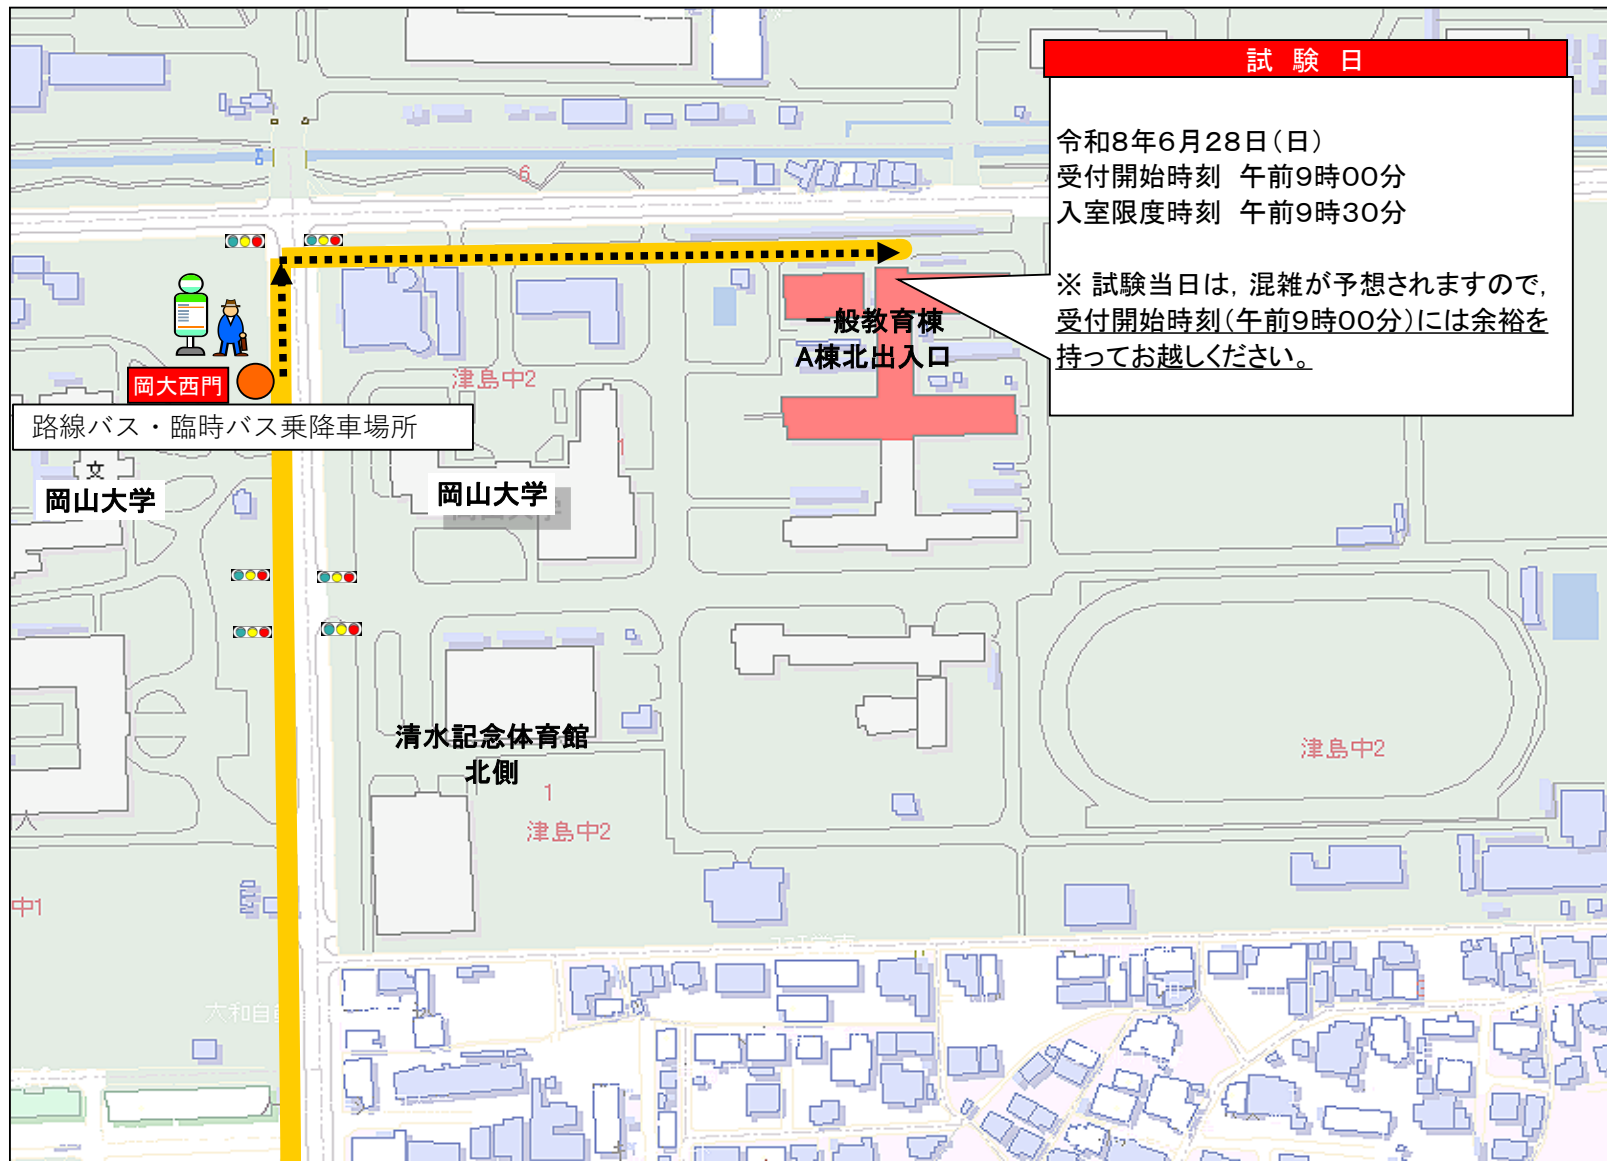 試 験 日
令和8年6月28日(日)
受付開始時刻 午前9時00分
入室限度時刻 午前9時30分
※ 試験当日は,混雑が予想されますので,
受付開始時刻(午前9時00分)には余裕を
持ってお越しください。
6
一般教育棟
A棟北出入口
津島中2
岡大西門
路線バス・臨時バス乗降車場所
1
文
岡山大学
岡山大学
岡山大学
清水記念体育館
北側
1
津島中2
津島中2
中1